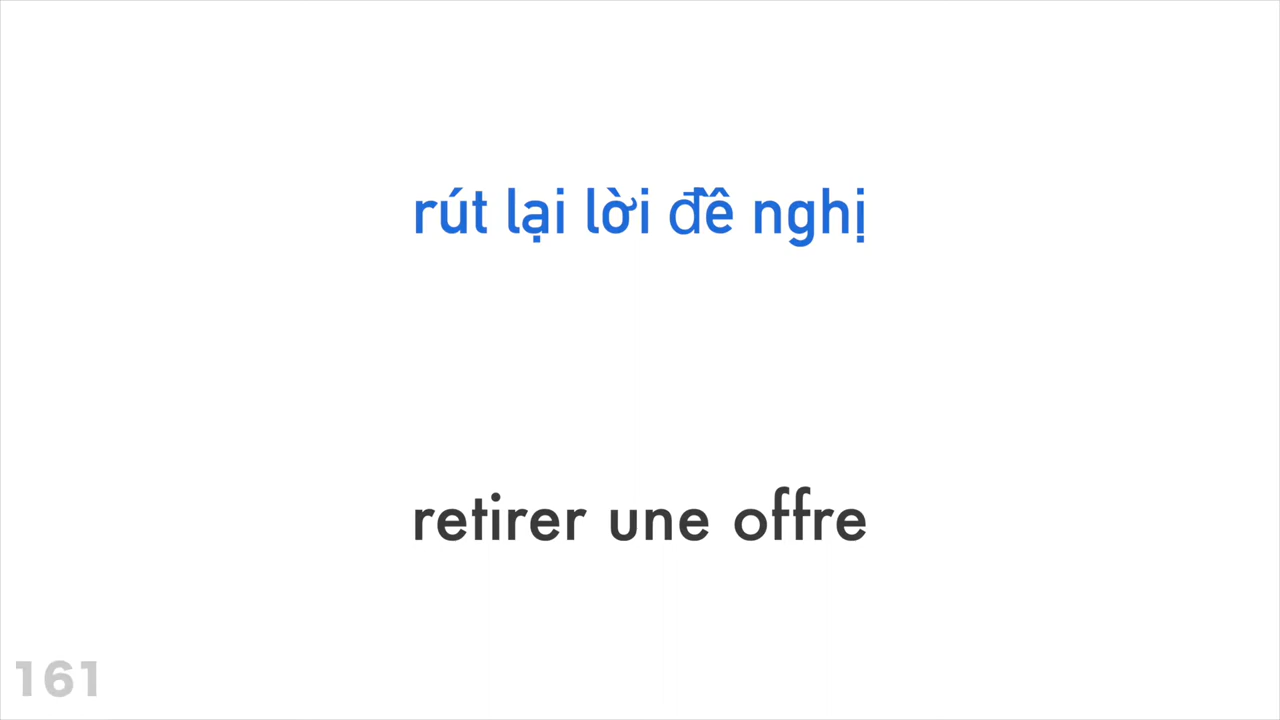 rút lại lời đề nghị
retirer une offre
161